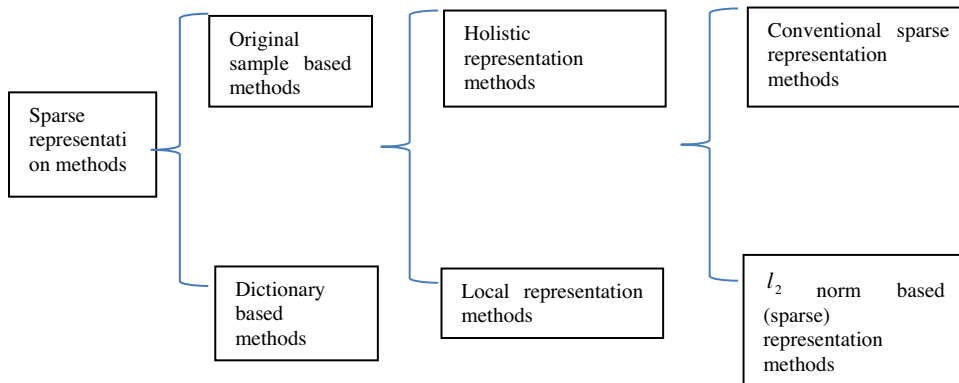 Sparse
representati
on methods
Original
sample based
methods
Dictionary
based
methods
Holistic
representation
methods
Local representation
methods
Conventional sparse
representation
methods
l₂ norm based
(sparse)
representation
methods